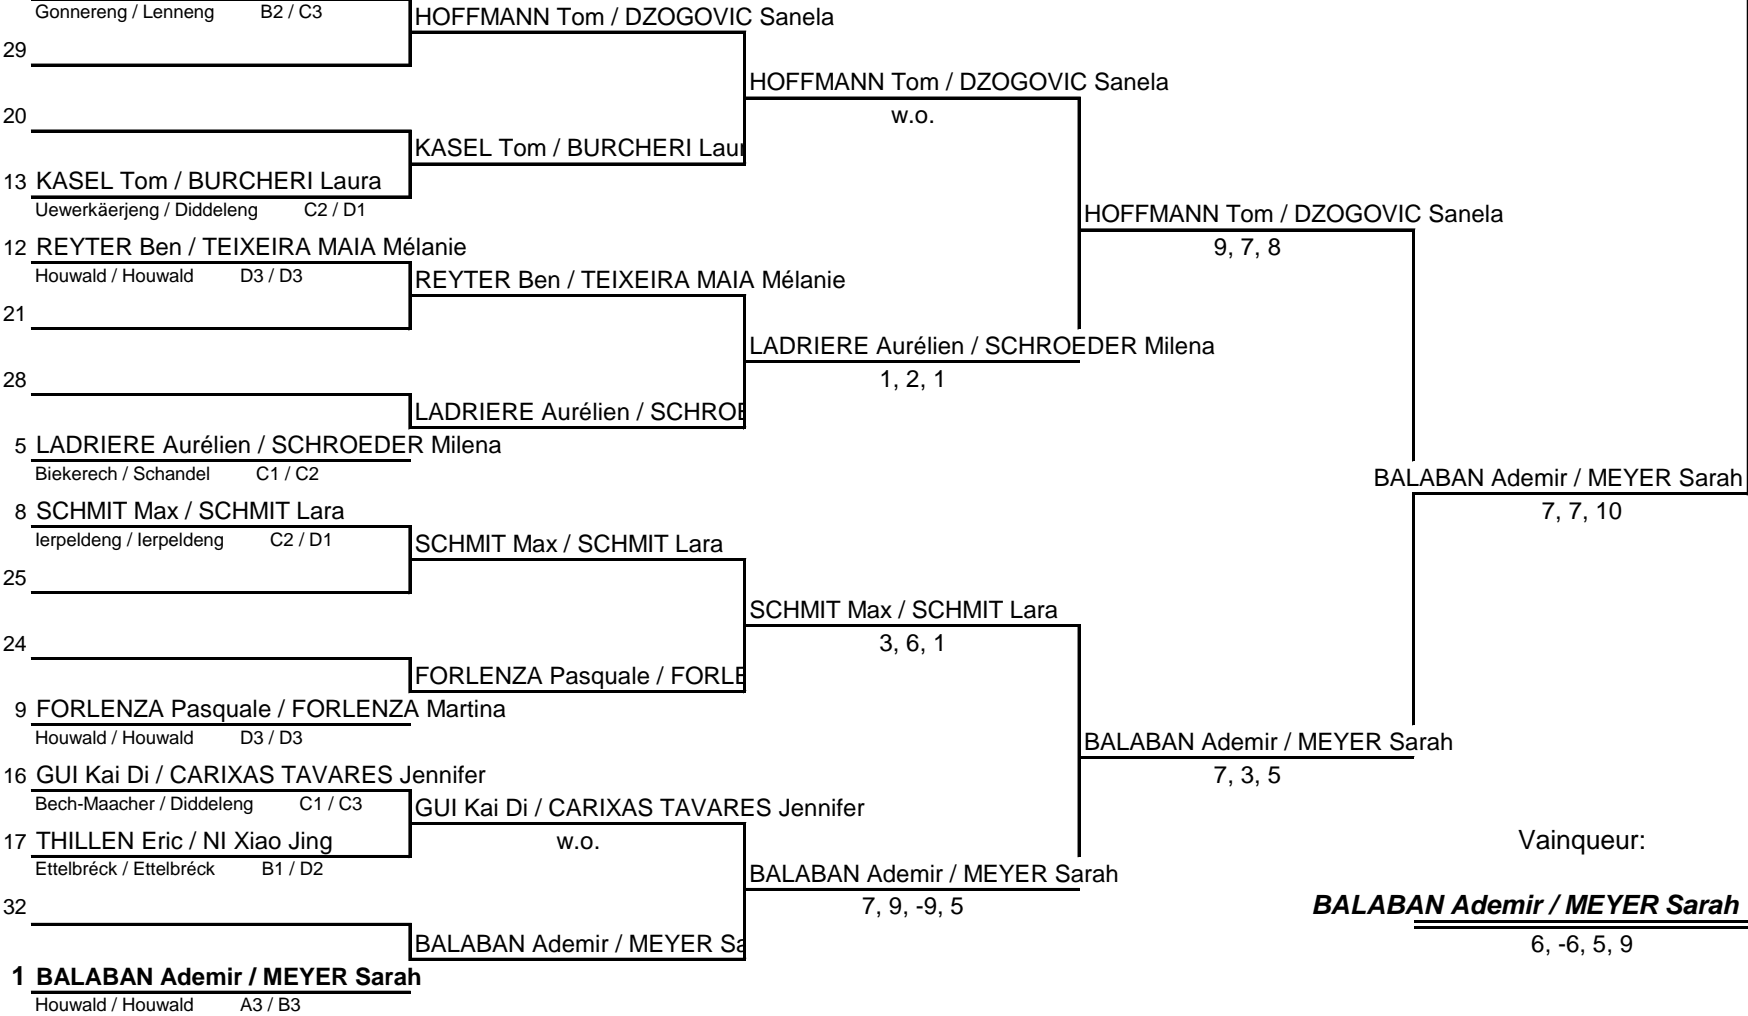 Gonnereng / Lenneng B2 / C3
HOFFMANN Tom / DZOGOVIC Sanela
29
HOFFMANN Tom / DZOGOVIC Sanela
w.o.
20
KASEL Tom / BURCHERI Lau
13 KASEL Tom / BURCHERI Laura
Uewerkäerjeng / Diddeleng C2 / D1
HOFFMANN Tom / DZOGOVIC Sanela
9, 7, 8
12 REYTER Ben / TEIXEIRA MAIA Mélanie
Houwald / Houwald D3 / D3
REYTER Ben / TEIXEIRA MAIA Mélanie
21
LADRIERE Aurélien / SCHROEDER Milena
1, 2, 1
28
LADRIERE Aurélien / SCHROE
5 LADRIERE Aurélien / SCHROEDER Milena
Biekerech / Schandel C1 / C2
BALABAN Ademir / MEYER Sarah
7, 7, 10
8 SCHMIT Max / SCHMIT Lara
Ierpeldeng / Ierpeldeng C2 / D1
SCHMIT Max / SCHMIT Lara
25
SCHMIT Max / SCHMIT Lara
3, 6, 1
24
FORLENZA Pasquale / FORLE
9 FORLENZA Pasquale / FORLENZA Martina
Houwald / Houwald D3 / D3
BALABAN Ademir / MEYER Sarah
7, 3, 5
16 GUI Kai Di / CARIXAS TAVARES Jennifer
Bech-Maacher / Diddeleng C1 / C3
GUI Kai Di / CARIXAS TAVARES Jennifer
w.o.
17 THILLEN Eric / NI Xiao Jing
Ettelbréck / Ettelbréck B1 / D2
Vainqueur:
BALABAN Ademir / MEYER Sarah
7, 9, -9, 5
32
BALABAN Ademir / MEYER Sarah
6, -6, 5, 9
BALABAN Ademir / MEYER Sa
1 BALABAN Ademir / MEYER Sarah
Houwald / Houwald A3 / B3